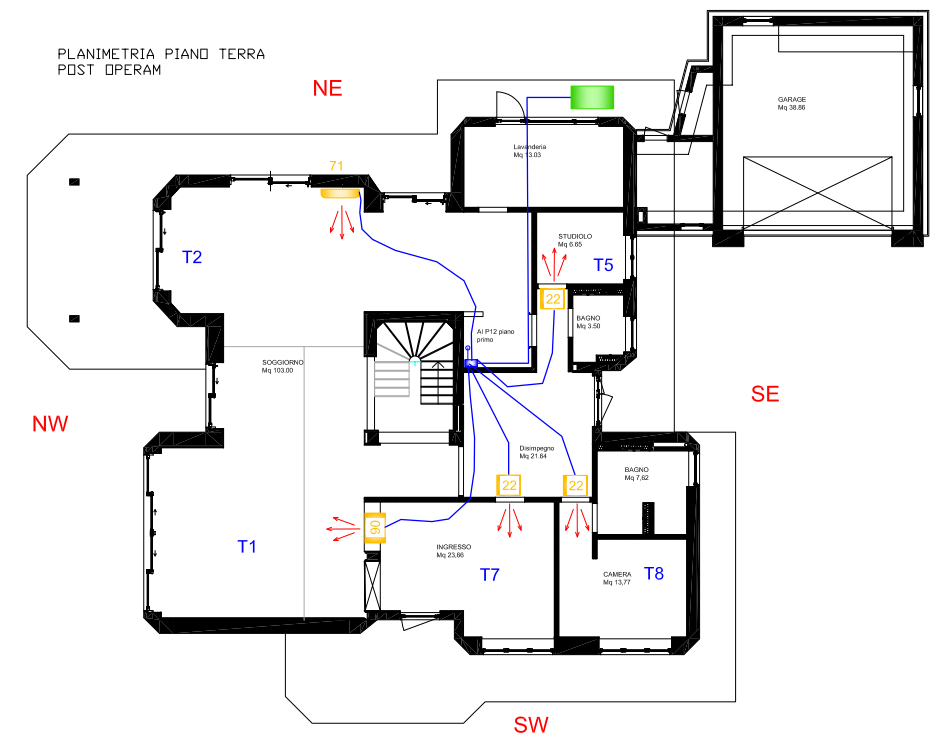 PLANIMETRIA PIANO TERRA
POST OPERAM
NE
GARAGE
Mq 38.86
Lavanderia
Mq 13.03
71
STUDIOLO
Mq 6.65
T2
T5
22
BAGNO
Mq 3.50
Al P12 piano
primo
SOGGIORNO
Mq 103.00
SE
NW
Disimpegno
Mq 21.64
BAGNO
Mq 7,62
22
22
90
T1
INGRESSO
Mq 23,66
T7
CAMERA
Mq 13,77
T8
SW